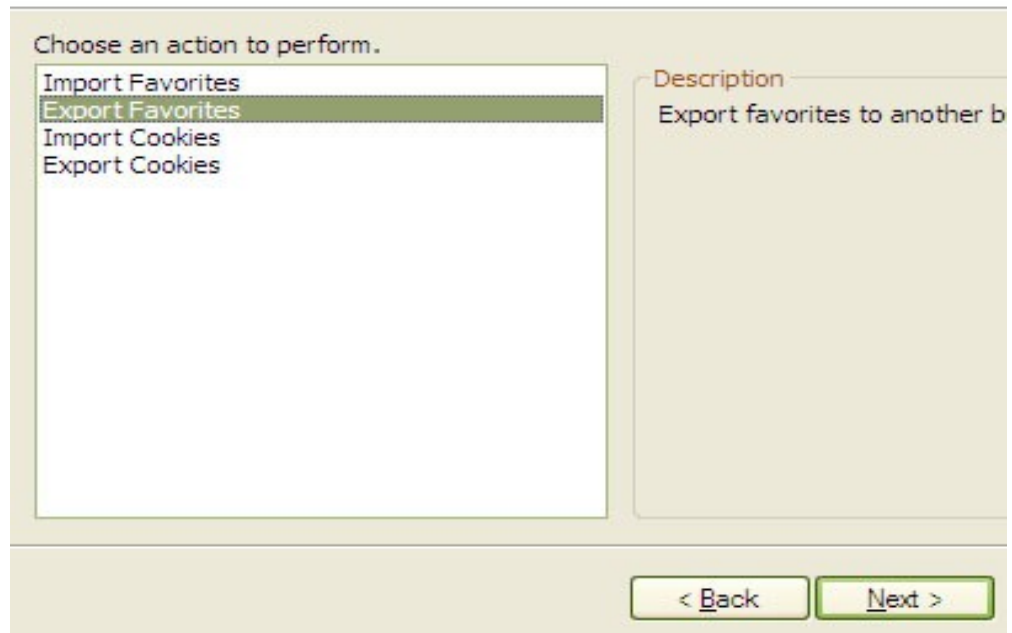 Choose an action to perform.
Import Favorites
Export Favorites
Import Cookies
Export Cookies
Description
Export favorites to another b
< Back
Next >